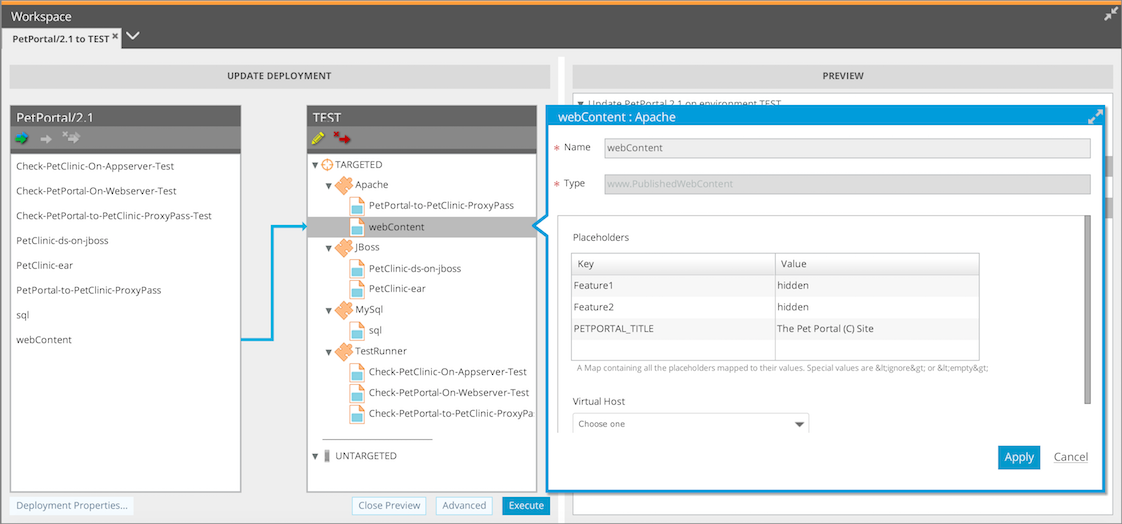 Workspace
PetPortal/2.1 to TEST
UPDATE DEPLOYMENT
PREVIEW
PetPortal/2.1
Check-PetClinic-On-Appserver-Test
Check-PetPortal-On-Webserver-Test
Check-PetPortal-to-PetClinic-ProxyPass-Test
PetClinic-ds-on-jboss
PetClinic-ear
PetPortal-to-PetClinic-ProxyPass
sql
webContent
TEST
TARGETED
Apache
PetPortal-to-PetClinic-ProxyPass
webContent
JBoss
PetClinic-ds-on-jboss
PetClinic-ear
MySql
sql
TestRunner
Check-PetClinic-On-Appserver-Test
Check-PetPortal-On-Webserver-Test
Check-PetPortal-to-PetClinic-ProxyPa
UNTARGETED
Update PetPortal 2.1 on environment TEST
webContent : Apache
* Name webContent
* Type www.PublishedWebContent
Placeholders
Key Value
Feature1 hidden
Feature2 hidden
PETPORTAL_TITLE The Pet Portal (C) Site
A Map containing all the placeholders mapped to their values. Special values are &lt;ignore&gt; or &lt;empty&gt;
Virtual Host
Choose one
Apply Cancel
Deployment Properties... Close Preview Advanced Execute